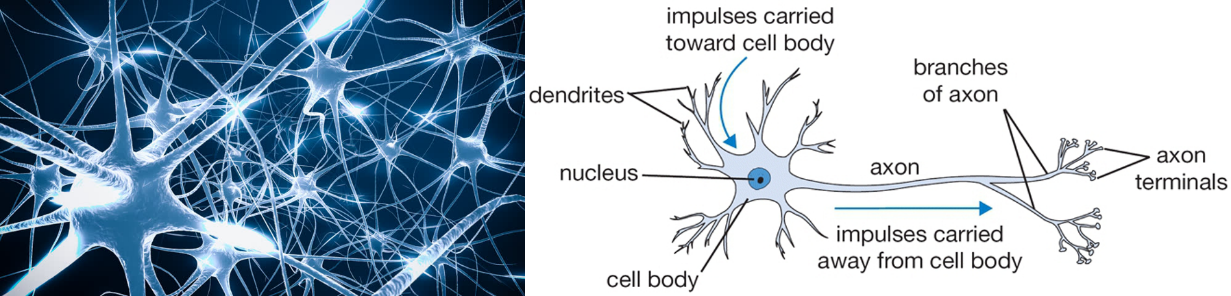 impulses carried
toward cell body
branches
of axon
dendrites
nucleus
axon
axon
terminals
impulses carried
away from cell body
cell body